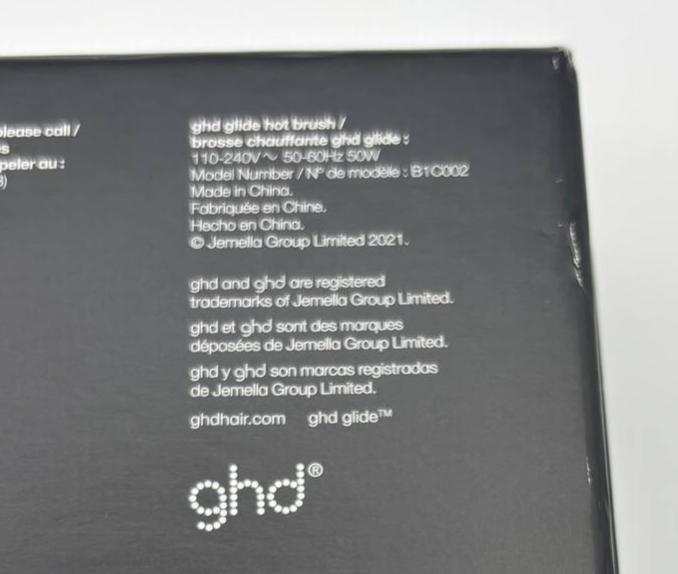 please call /
s
peler au :
3)
ghd glide hot brush /
brosse chauffante ghd glide :
110-240V ~ 50-60Hz 50W
Model Number / Nº de modèle : B1C002
Made in China.
Fabriquée en Chine.
Hecho en China.
© Jemella Group Limited 2021.
ghd and ghd are registered
trademarks of Jemella Group Limited.
ghd et ghd sont des marques
déposées de Jemella Group Limited.
ghd y ghd son marcas registradas
de Jemella Group Limited.
ghdhair.com ghd glide™
ghd®